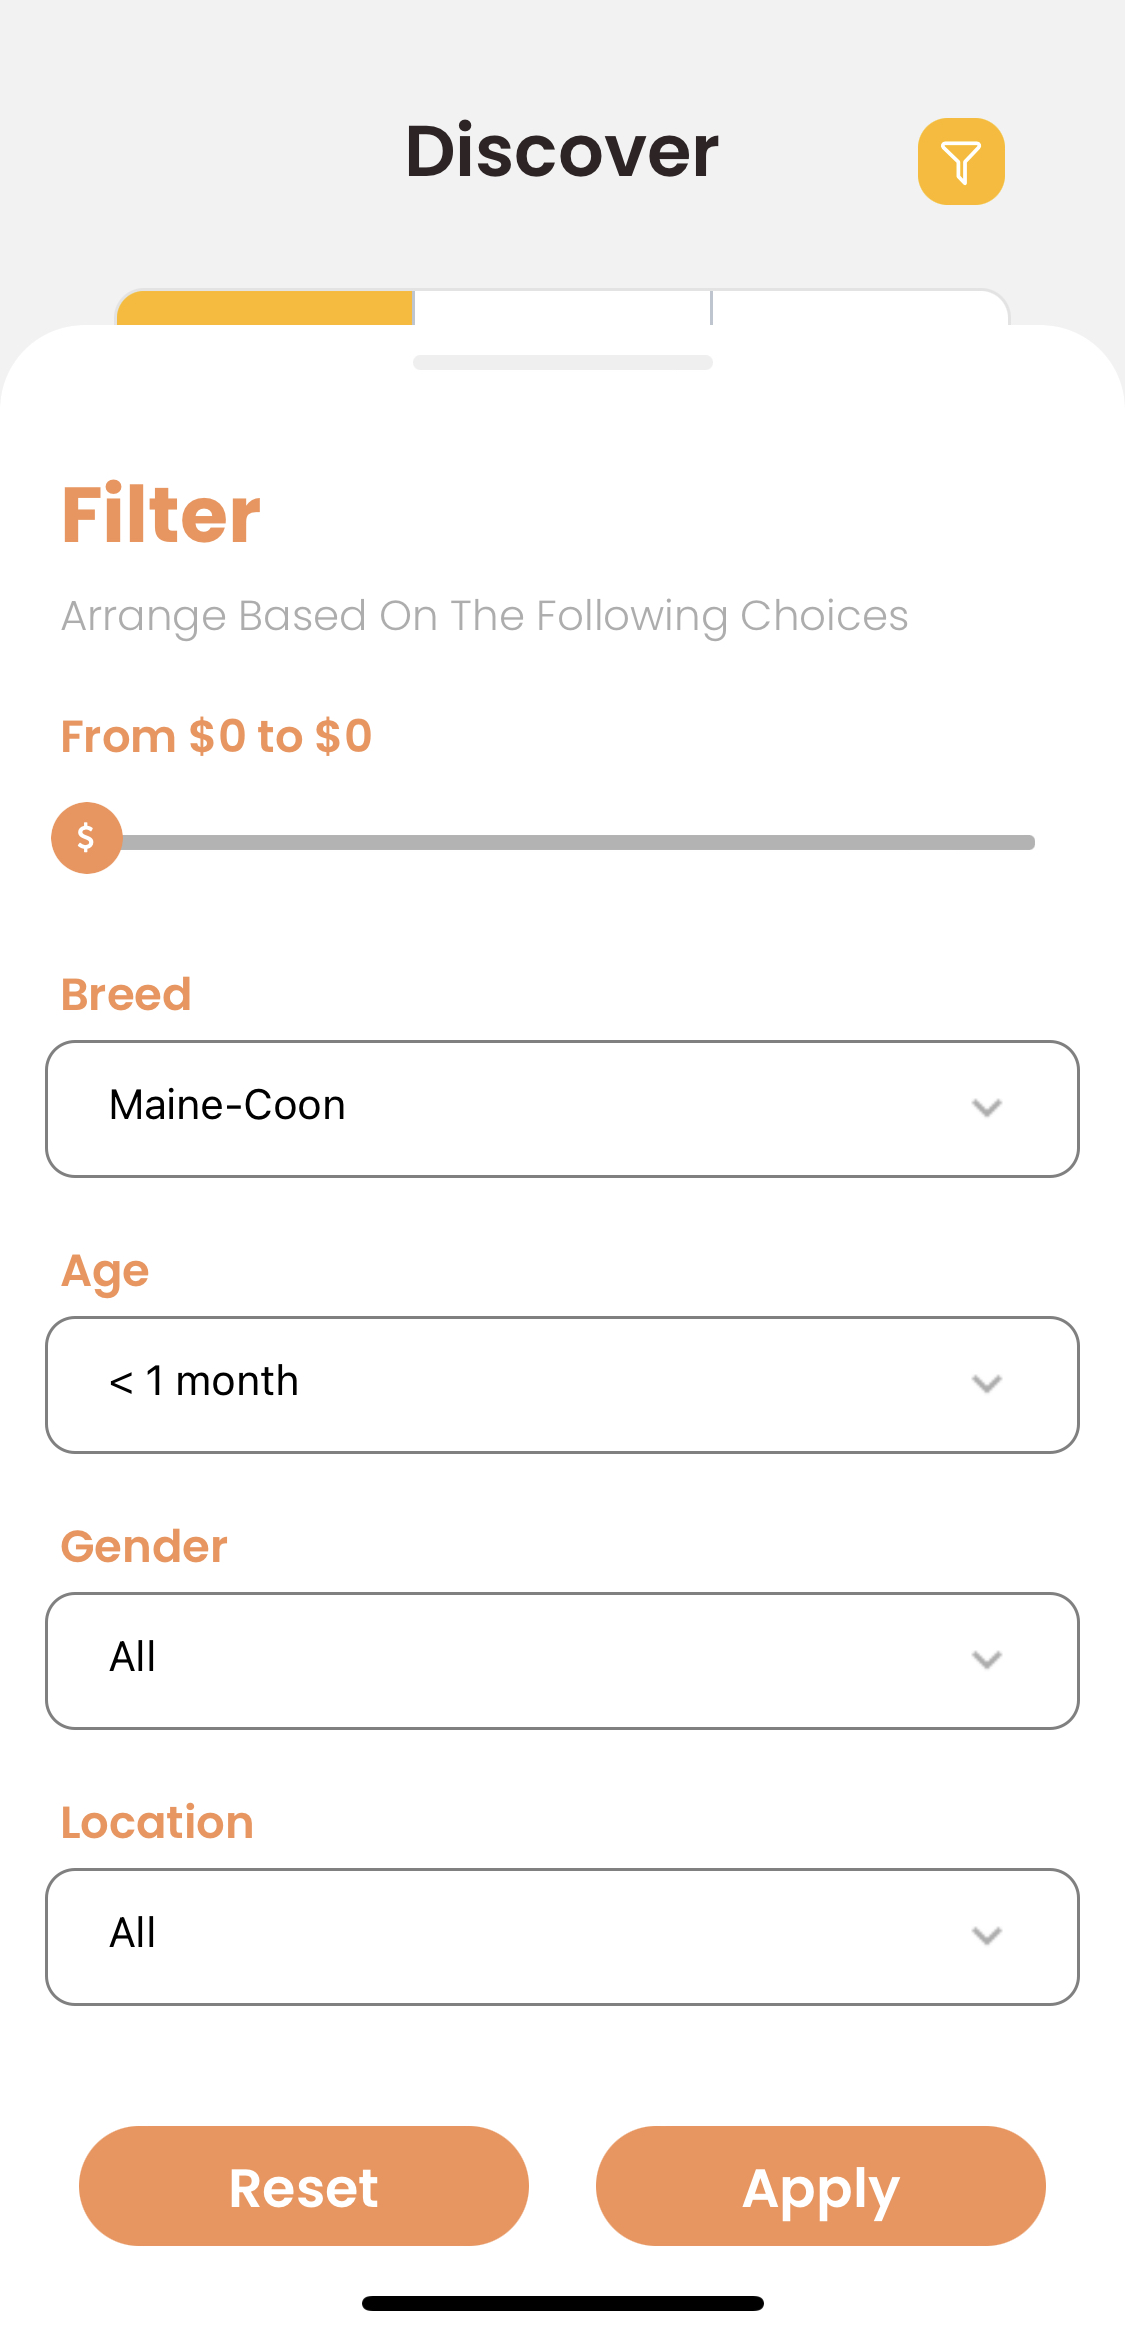 Discover
Filter
Arrange Based On The Following Choices
From $0 to $0
$
Breed
Maine-Coon
Age
< 1 month
Gender
All
Location
All
Reset
Apply